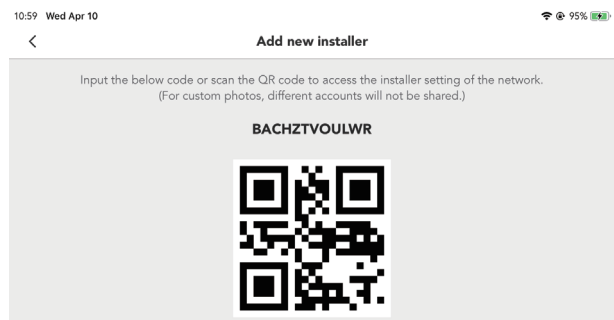 10:59 Wed Apr 10
95%
Add new installer
Input the below code or scan the QR code to access the installer setting of the network.
(For custom photos, different accounts will not be shared.)
BACHZTVOULWR